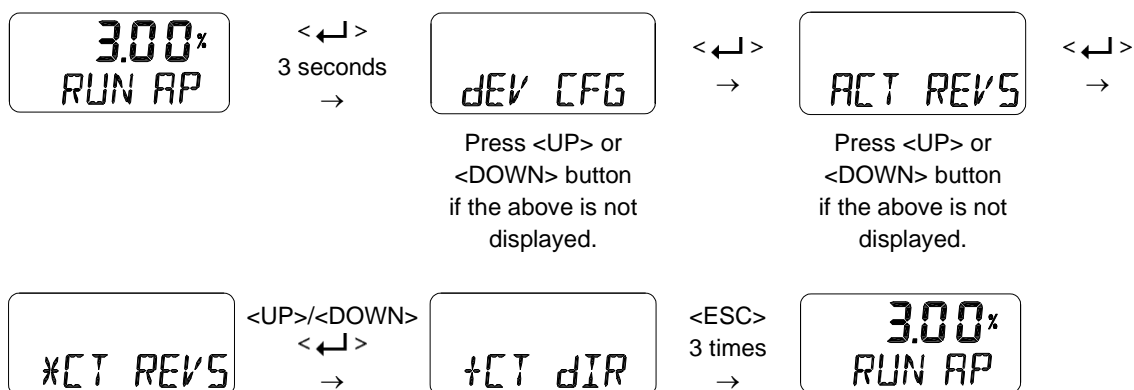 3.00%
RUN AP
< ↵ >
3 seconds
→
dEV CFG
Press <UP> or
<DOWN> button
if the above is not
displayed.
< ↵ >
→
ACT REVS
Press <UP> or
<DOWN> button
if the above is not
displayed.
< ↵ >
→
*CT REVS
<UP>/<DOWN>
< ↵ >
→
+CT dIR
<ESC>
3 times
→
3.00%
RUN AP